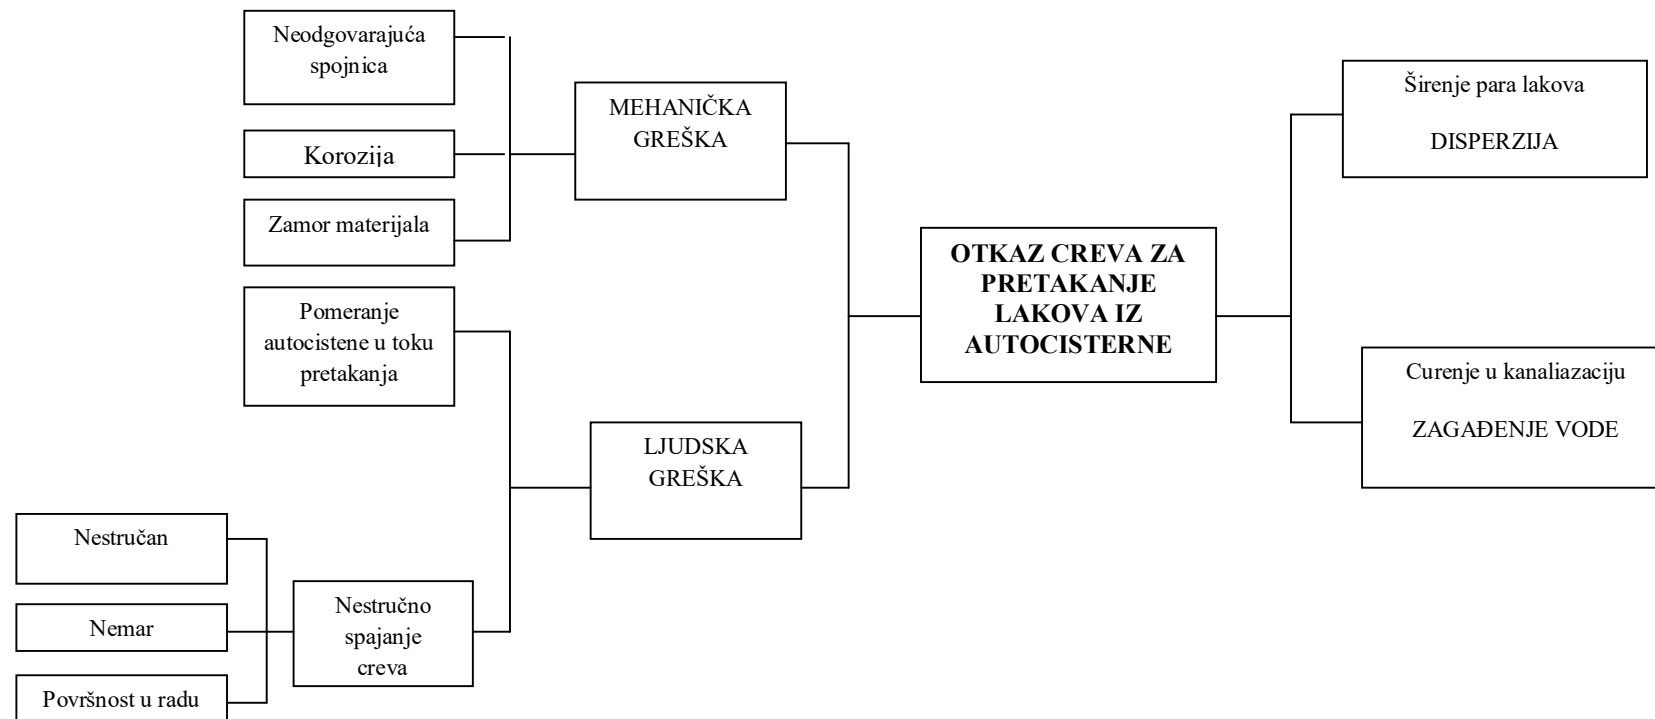 Neodgovarajuća
spojnica
Korozija
Zamor materijala
Pomeranje
autocistene u toku
pretakanja
Nestručan
Nemar
Površnost u radu
Nestručno
spajanje
creva
MEHANIČKA
GREŠKA
LJUDSKA
GREŠKA
OTKAZ CREVA ZA
PRETAKANJE
LAKOVA IZ
AUTOCISTERNE
Širenje para lakova
DISPERZIJA
Curenje u kanaliazaciju
ZAGAĐENJE VODE